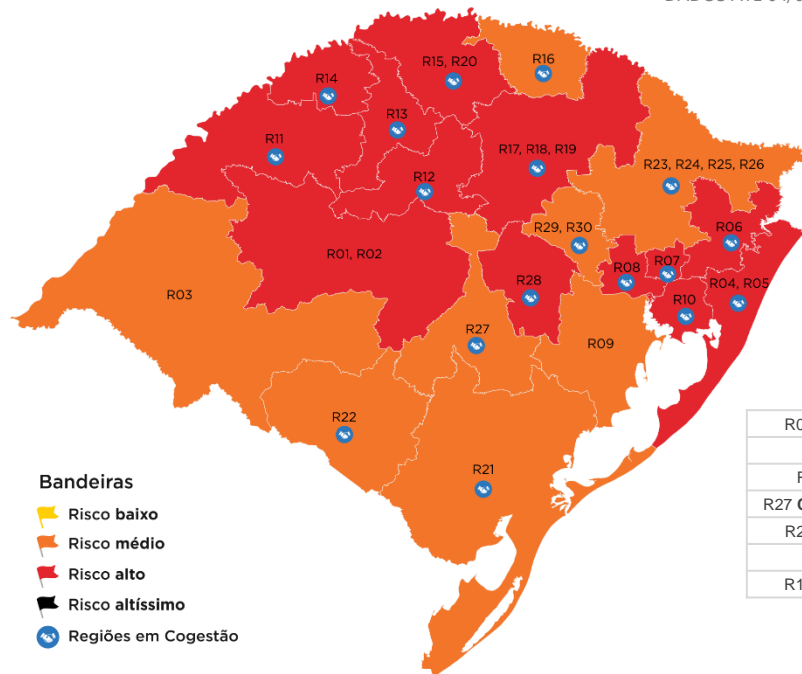 R16
R15, R20
R14
R13
R11
R17, R18, R19
R23, R24, R25, R26
R12
R29, R30
R06
R01, R02
R07
R08
R28
R04, R05
R03
R10
R27
R09
R22
R21
Bandeiras
Risco baixo
Risco médio
Risco alto
Risco altíssimo
Regiões em Cogestão
R27